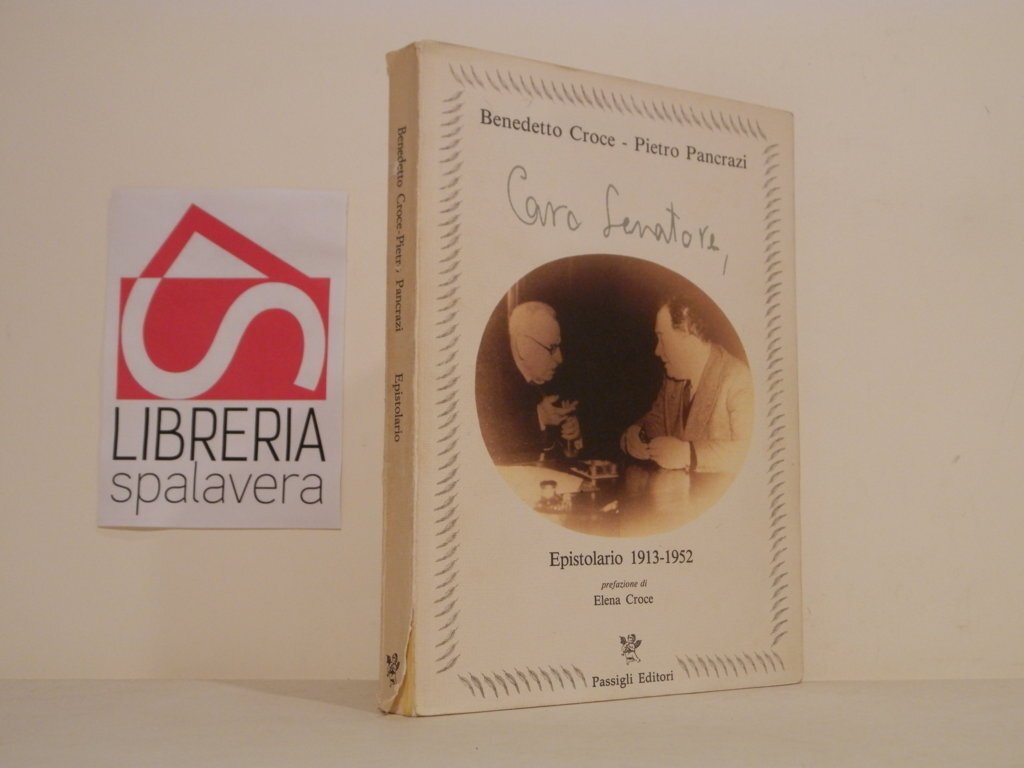 LIBRERIA
spalavera
Benedetto Croce-Pietro Pancrazi Epistolario
Benedetto Croce - Pietro Pancrazi
Caro Senatore,
Epistolario 1913-1952
prefazione di
Elena Croce
Passigli Editori